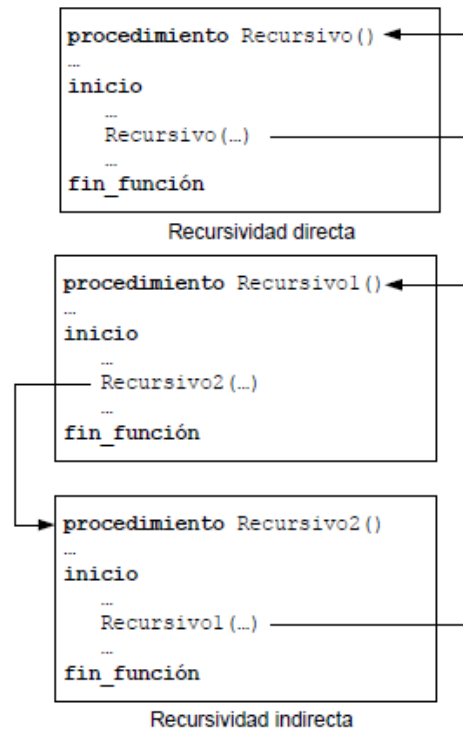 procedimiento Recursivo()
…
inicio
…
Recursivo(…)
…
fin_función
Recursividad directa
procedimiento Recursivo1()
…
inicio
…
Recursivo2(…)
…
fin_función
procedimiento Recursivo2()
…
inicio
…
Recursivo1(…)
…
fin_función
Recursividad indirecta